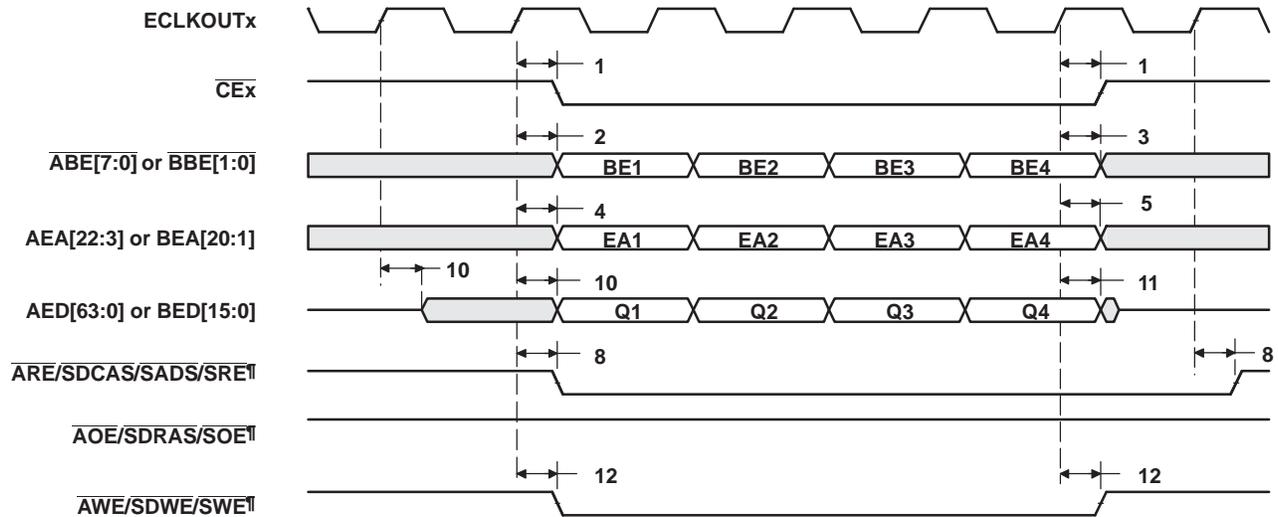 ECLKOUTx
1 1
CEx
2 3
ABE[7:0] or BBE[1:0]
BE1 BE2 BE3 BE4
4 5
AEA[22:3] or BEA[20:1]
EA1 EA2 EA3 EA4
10 10 11
AED[63:0] or BED[15:0]
Q1 Q2 Q3 Q4
8 8
ARE/SDCAS/SADS/SRE¶
AOE/SDRAS/SOE¶
12 12
AWE/SDWE/SWE¶